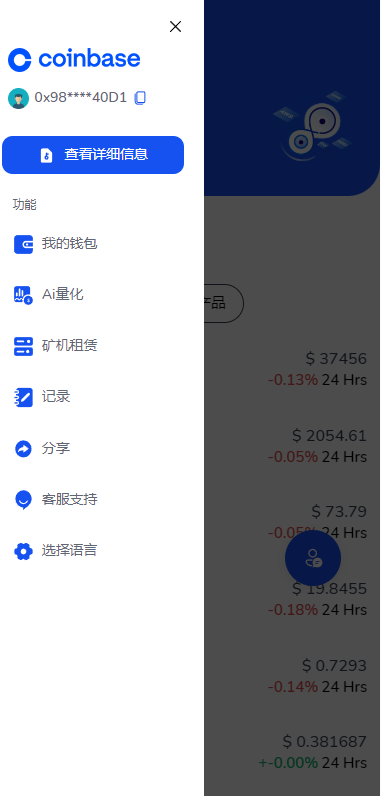 coinbase
0x98****40D1
查看详细信息
功能
我的钱包
Ai量化
矿机租赁
记录
分享
客服支持
选择语言
产品
$ 37456
-0.13% 24 Hrs
$ 2054.61
-0.05% 24 Hrs
$ 73.79
-0.05% 24 Hrs
$ 19.8455
-0.18% 24 Hrs
$ 0.7293
-0.14% 24 Hrs
$ 0.381687
+-0.00% 24 Hrs